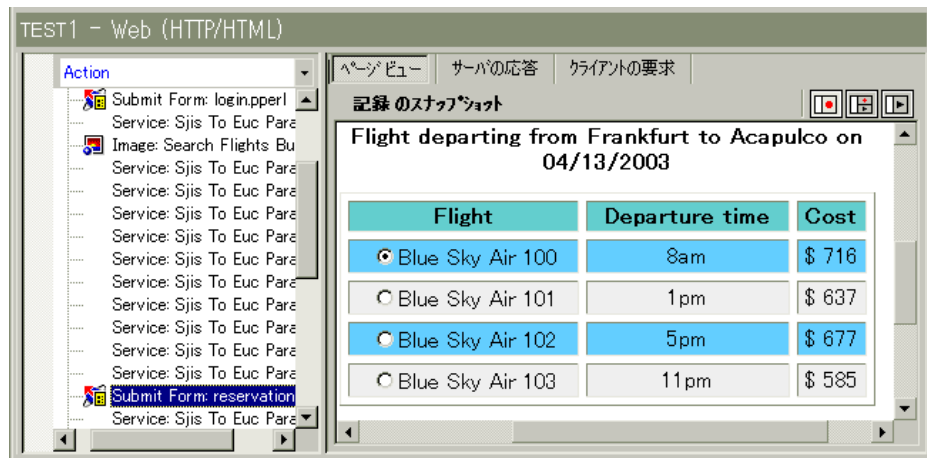 TEST1 - Web (HTTP/HTML)
Action
Submit Form: login.pperl
Service: Sjis To Euc Para
Image: Search Flights Bu
Service: Sjis To Euc Para
Service: Sjis To Euc Para
Service: Sjis To Euc Para
Service: Sjis To Euc Para
Service: Sjis To Euc Para
Service: Sjis To Euc Para
Service: Sjis To Euc Para
Service: Sjis To Euc Para
Service: Sjis To Euc Para
Service: Sjis To Euc Para
Submit Form: reservation
Service: Sjis To Euc Para
ページ ビュー サーバの応答 クライアントの要求
記録 のスナップショット
Flight departing from Frankfurt to Acapulco on
04/13/2003
Flight Departure time Cost
Blue Sky Air 100 8am $ 716
Blue Sky Air 101 1pm $ 637
Blue Sky Air 102 5pm $ 677
Blue Sky Air 103 11pm $ 585